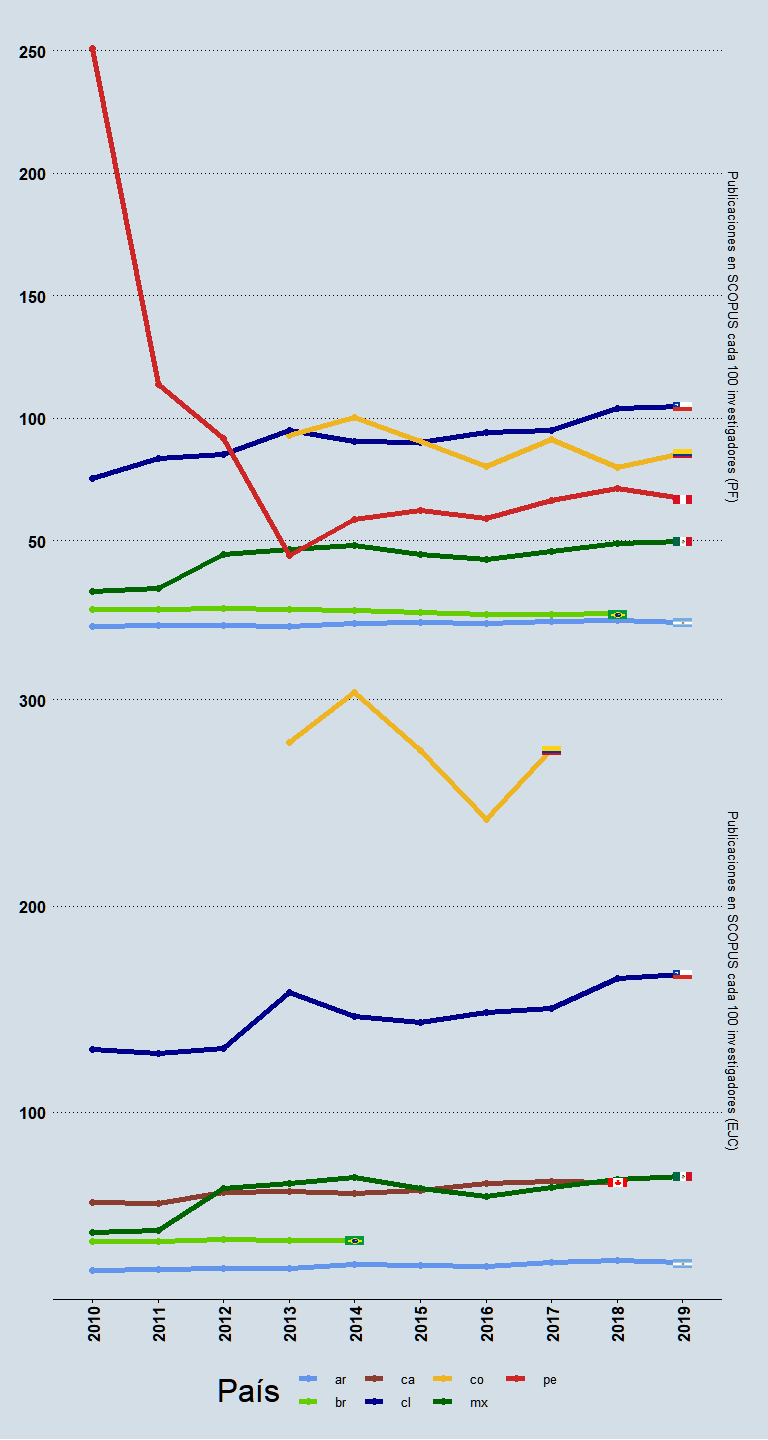 250
200
150
100
50
Publicaciones en SCOPUS cada 100 investigadores (PF)
300
200
100
Publicaciones en SCOPUS cada 100 investigadores (EJC)
2010 2011 2012 2013 2014 2015 2016 2017 2018 2019
País
ar ca co pe
br cl mx